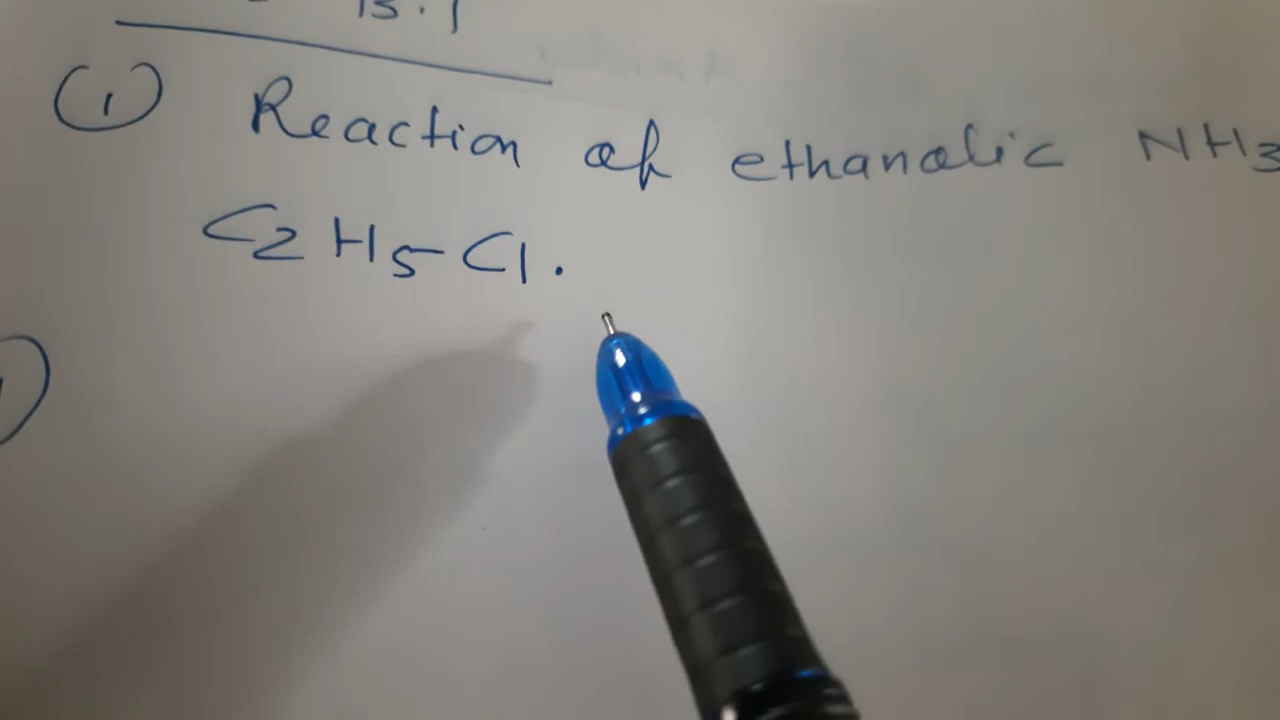 ① Reaction of ethanolic NH3
C2H5-Cl.